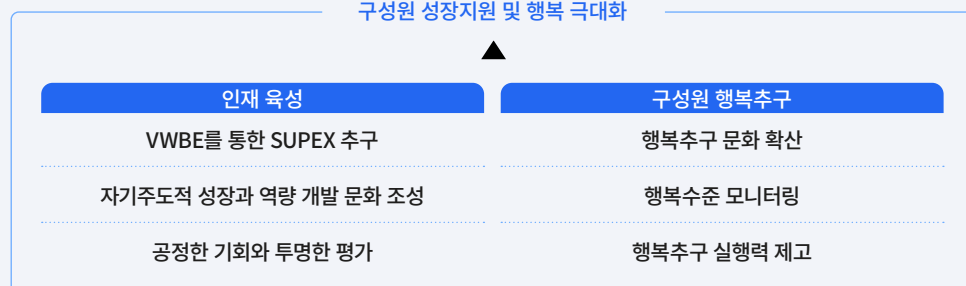 구성원 성장지원 및 행복 극대화
인재 육성
VWBE를 통한 SUPEX 추구
자기주도적 성장과 역량 개발 문화 조성
공정한 기회와 투명한 평가
구성원 행복추구
행복추구 문화 확산
행복수준 모니터링
행복추구 실행력 제고